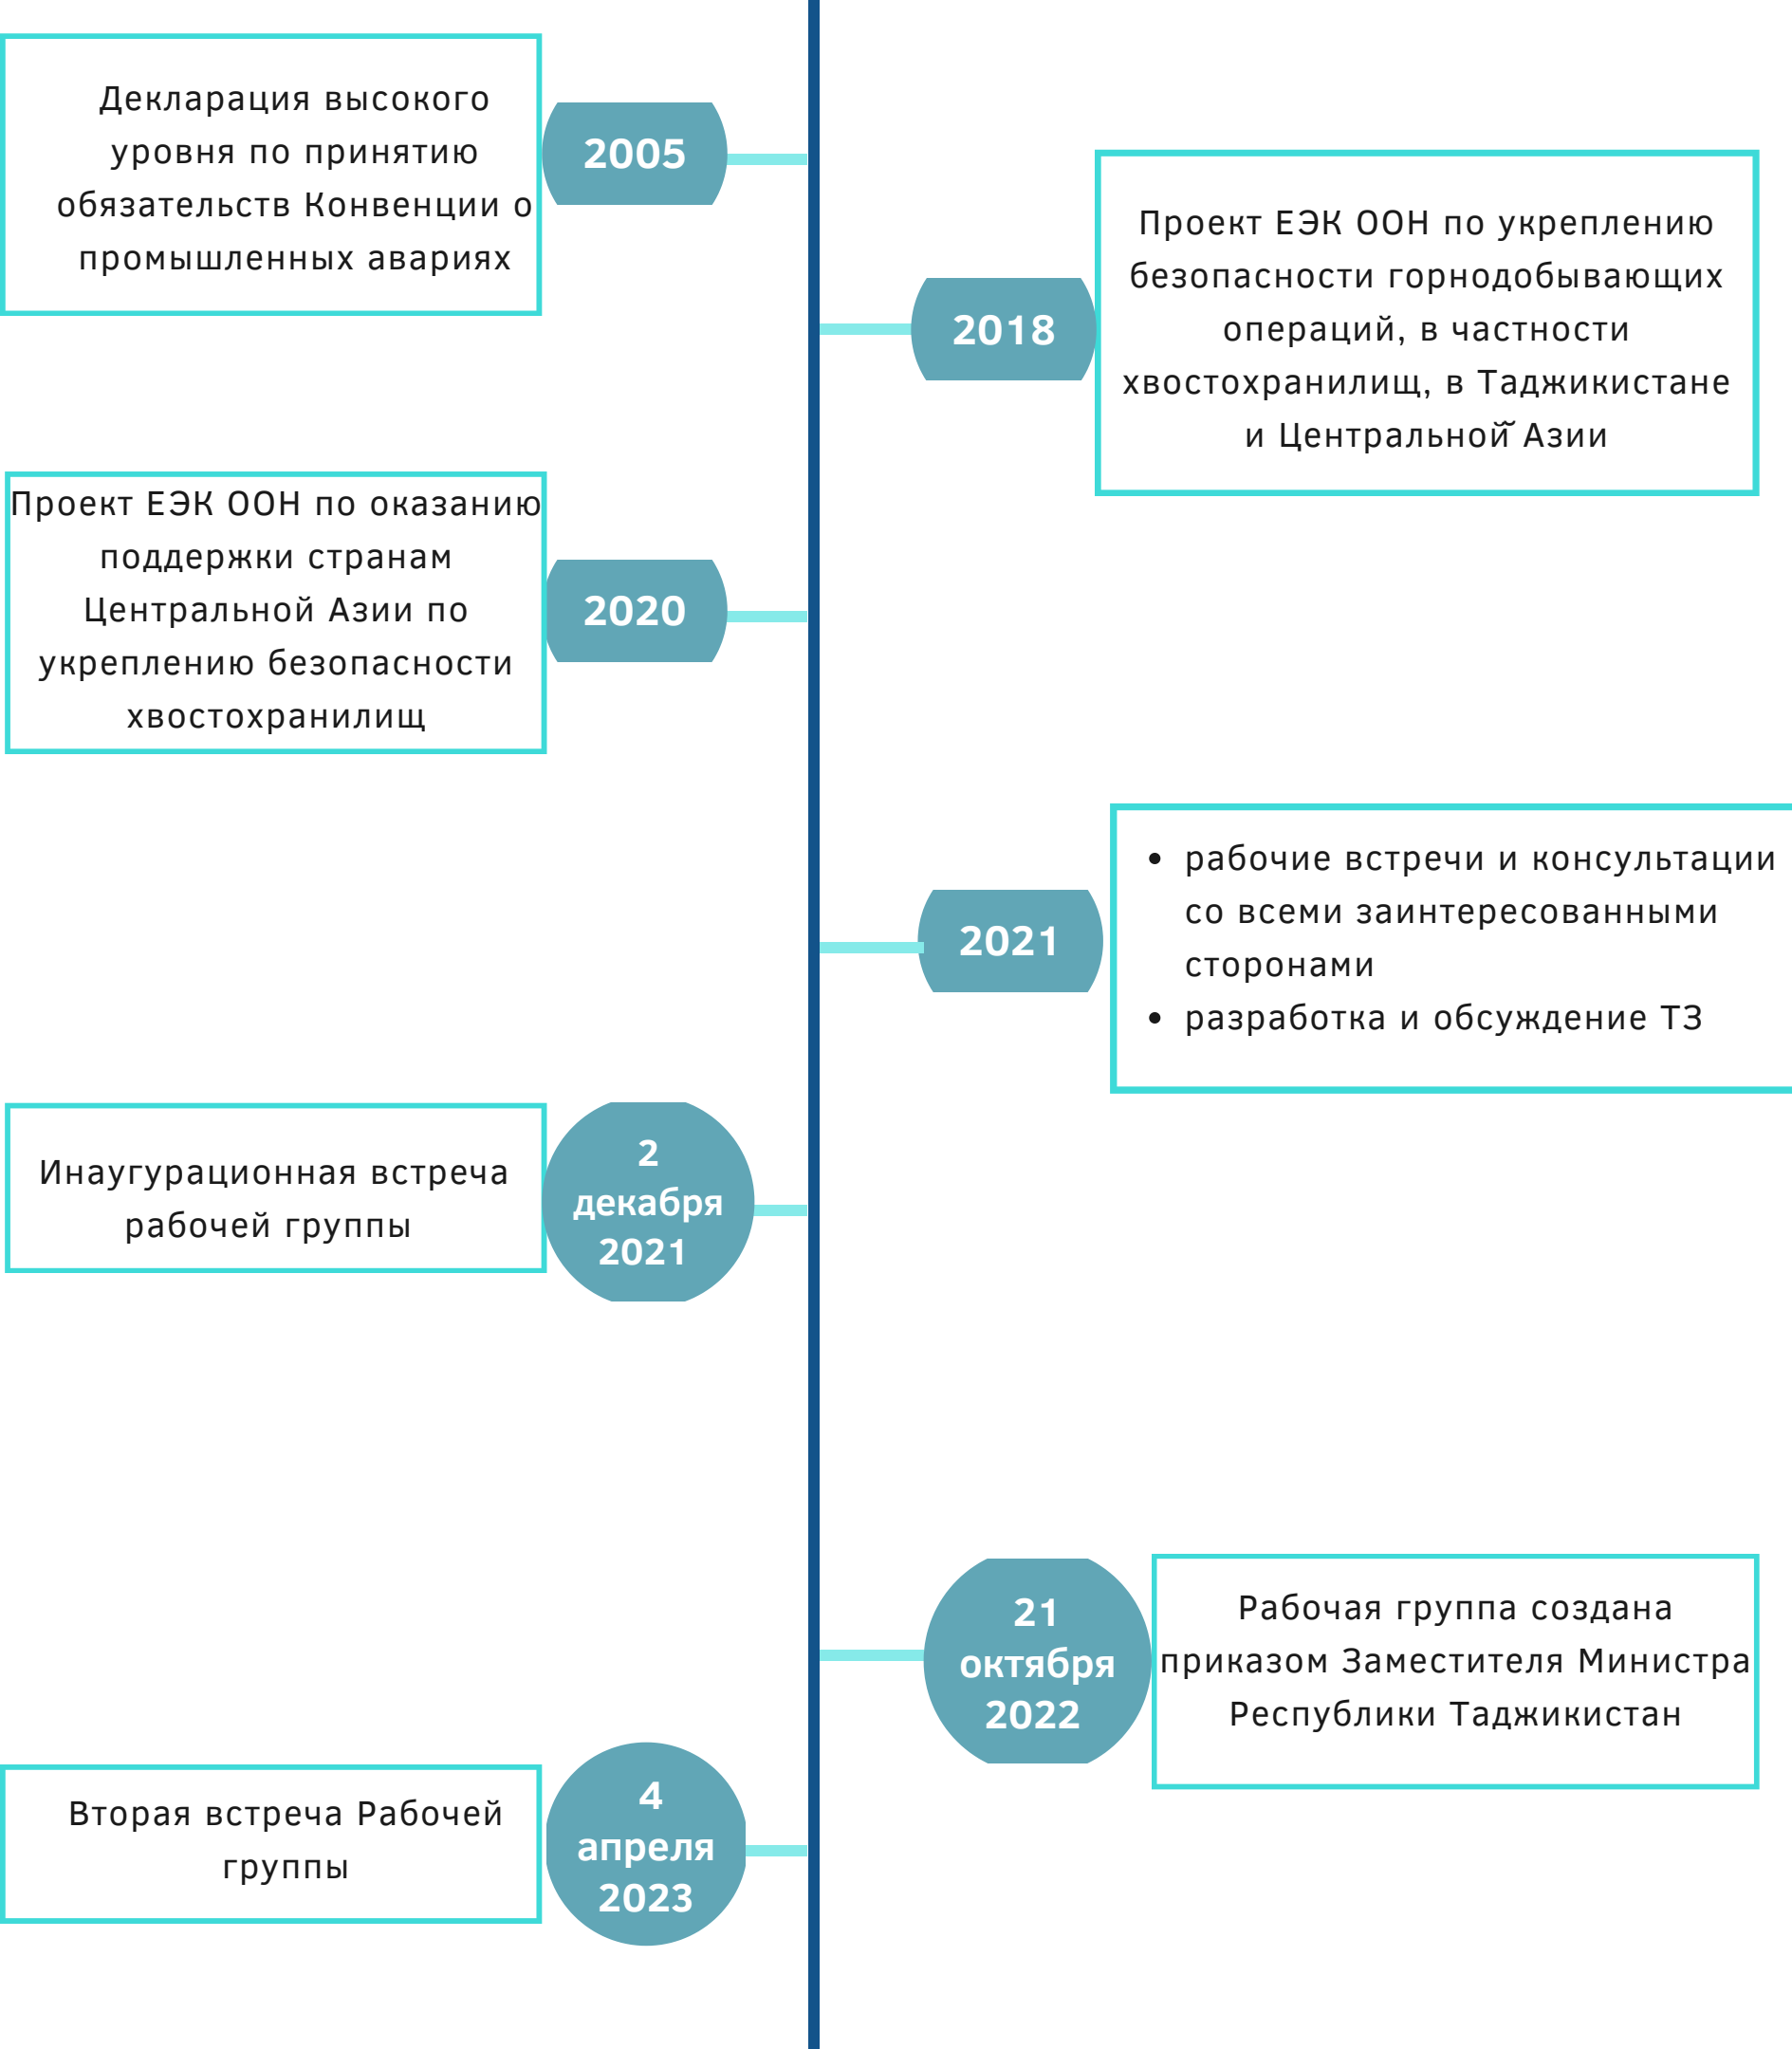 Декларация высокого
уровня по принятию
обязательств Конвенции о
промышленных авариях
2005
Проект ЕЭК ООН по укреплению
безопасности горнодобывающих
операций, в частности
хвостохранилищ, в Таджикистане
и Центральной Азии
2018
Проект ЕЭК ООН по оказанию
поддержки странам
Центральной Азии по
укреплению безопасности
хвостохранилищ
2020
2021
• рабочие встречи и консультации
со всеми заинтересованными
сторонами
• разработка и обсуждение ТЗ
Инаугурационная встреча
рабочей группы
2
декабря
2021
21
октября
2022
Рабочая группа создана
приказом Заместителя Министра
Республики Таджикистан
Вторая встреча Рабочей
группы
4
апреля
2023